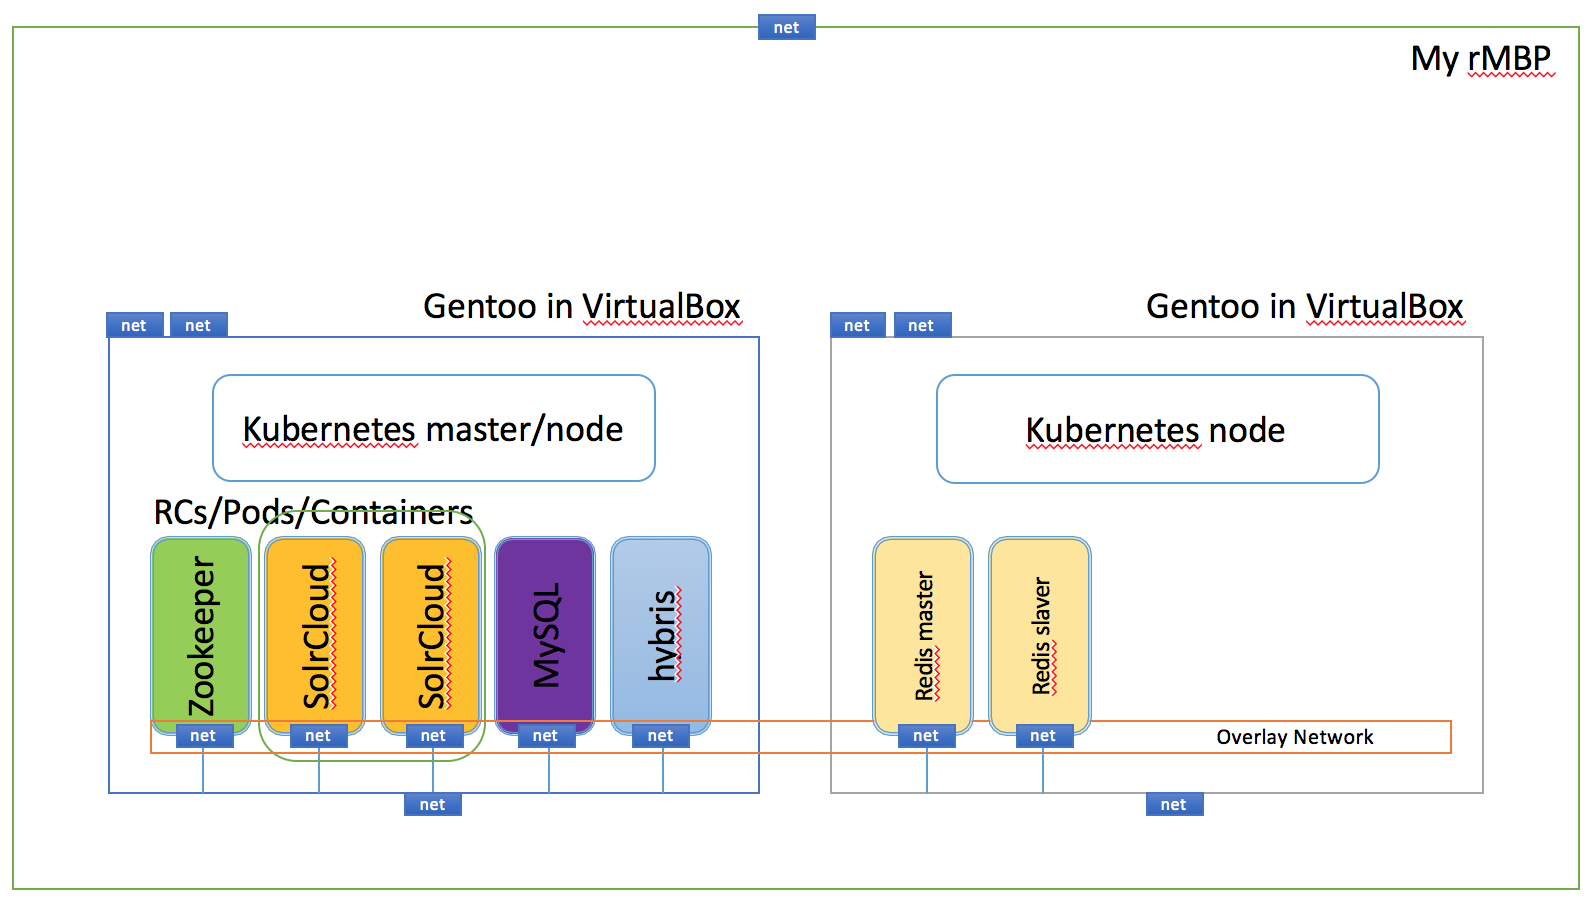 net
My rMBP
Gentoo in VirtualBox
Gentoo in VirtualBox
net
net
net
net
Kubernetes master/node
Kubernetes node
RCs/Pods/Containers
Zookeeper
SolrCloud
SolrCloud
MySQL
hybris
Redis master
Redis slaver
net
net
net
net
net
net
net
Overlay Network
net
net